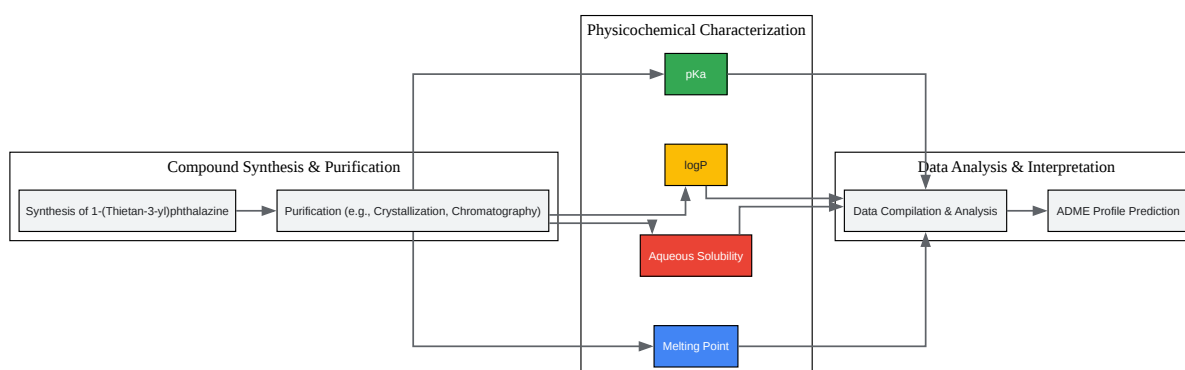 Physicochemical Characterization
pKa
Compound Synthesis & Purification
logP
Data Analysis & Interpretation
Synthesis of 1-(Thietan-3-yl)phthalazine
Purification (e.g., Crystallization, Chromatography)
Data Compilation & Analysis
ADME Profile Prediction
Aqueous Solubility
Melting Point